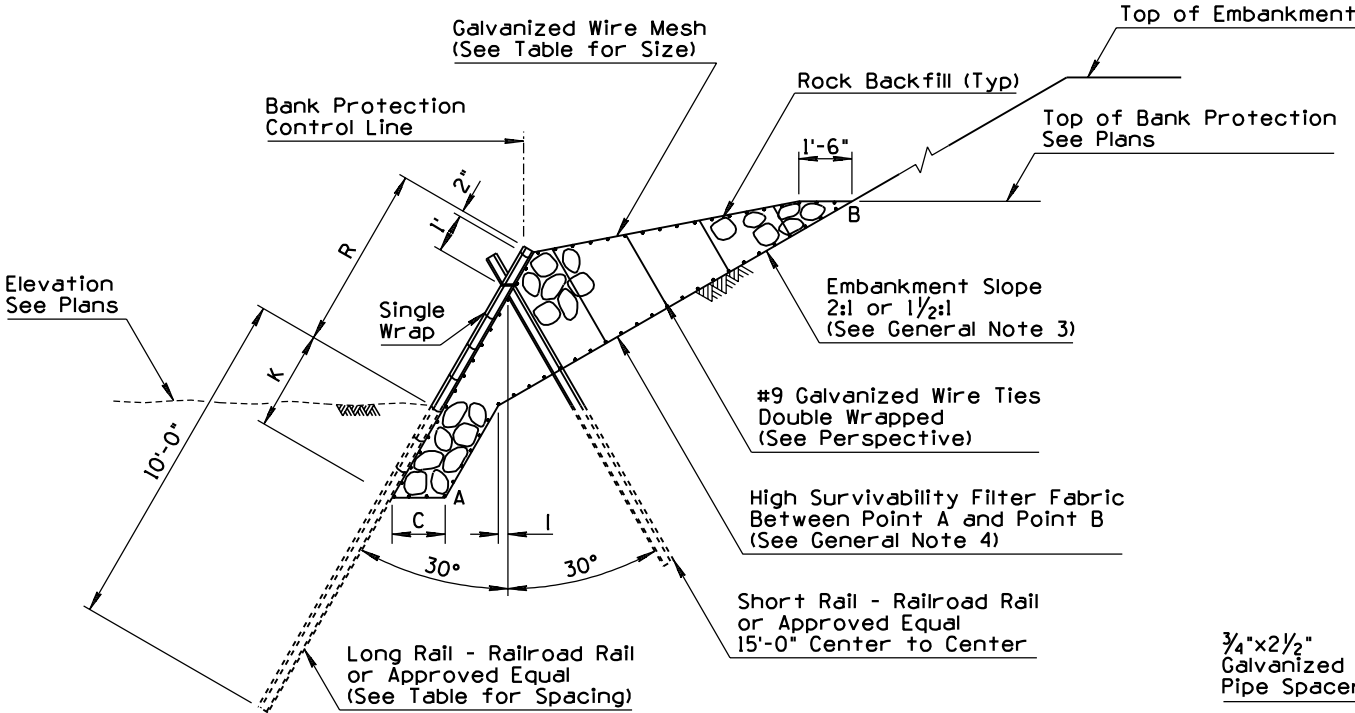 Top of Embankment
Galvanized Wire Mesh
(See Table for Size)
Rock Backfill (Typ)
Bank Protection
Control Line
Top of Bank Protection
See Plans
1'-6"
2"
1'
R
B
Elevation
See Plans
Single
Wrap
Embankment Slope
2:1 or 1½:1
(See General Note 3)
K
#9 Galvanized Wire Ties
Double Wrapped
(See Perspective)
10'-0"
A
High Survivability Filter Fabric
Between Point A and Point B
(See General Note 4)
C
I
30°
30°
Short Rail - Railroad Rail
or Approved Equal
15'-0" Center to Center
Long Rail - Railroad Rail
or Approved Equal
(See Table for Spacing)
¾"x2½"
Galvanized
Pipe Spacer